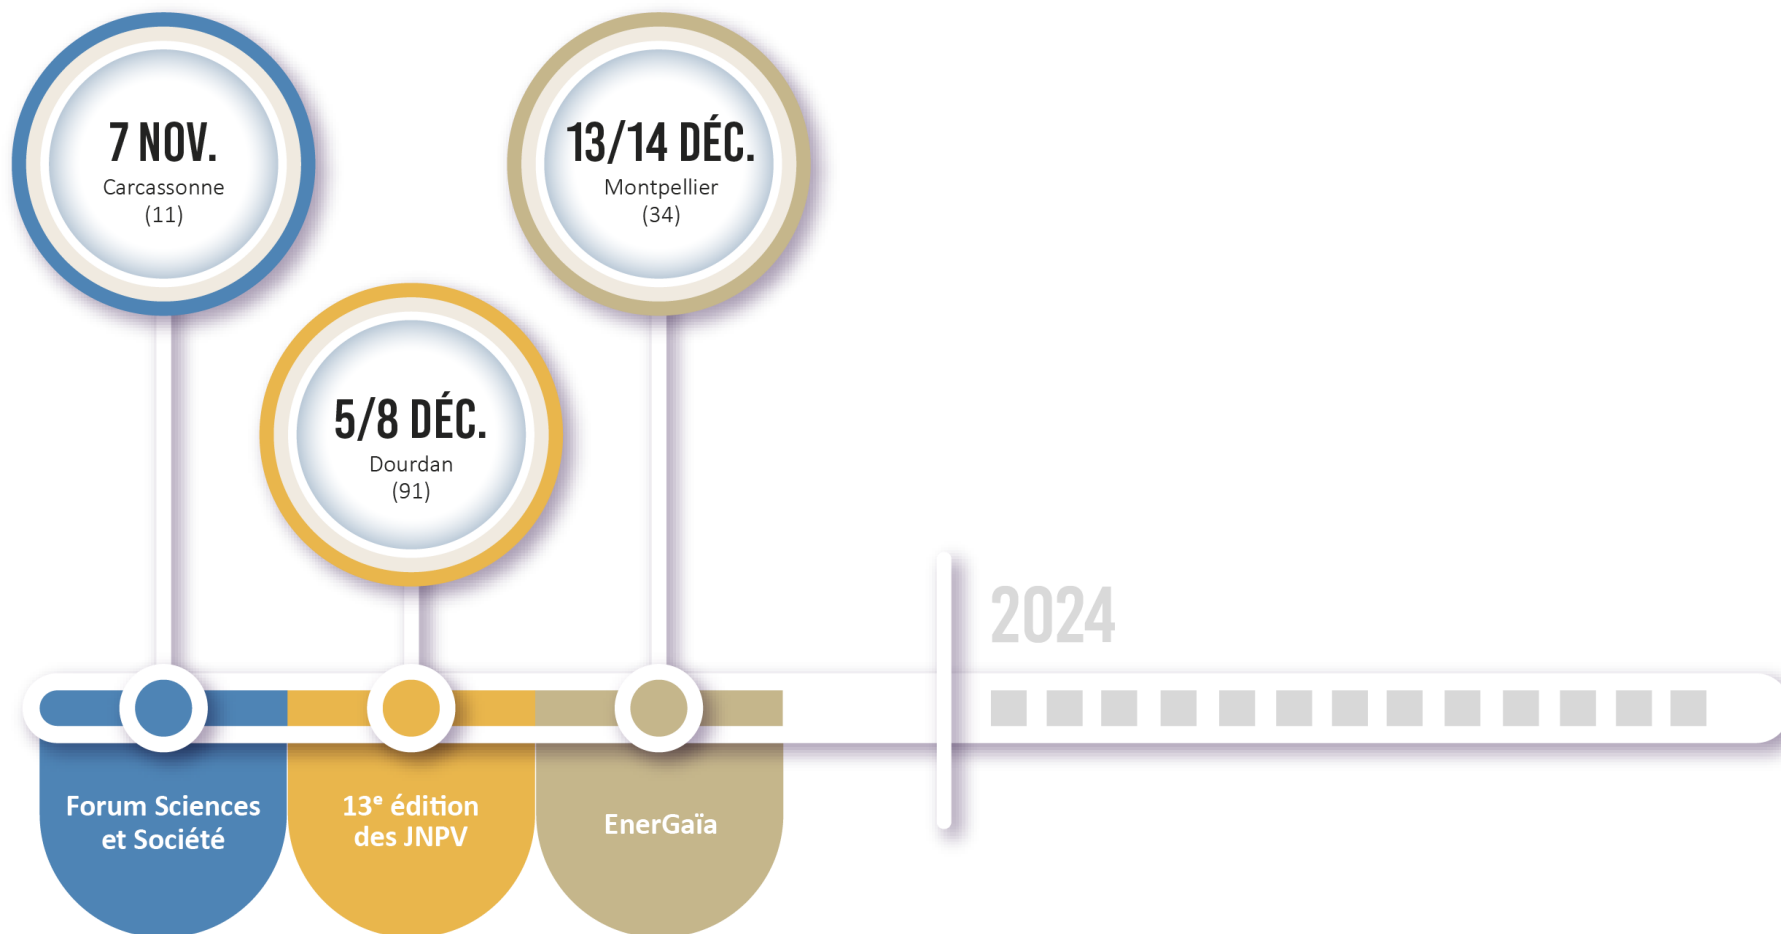 7 NOV.
Carcassonne
(11)
13/14 DÉC.
Montpellier
(34)
5/8 DÉC.
Dourdan
(91)
2024
Forum Sciences
et Société
13ᵉ édition
des JNPV
EnerGaïa